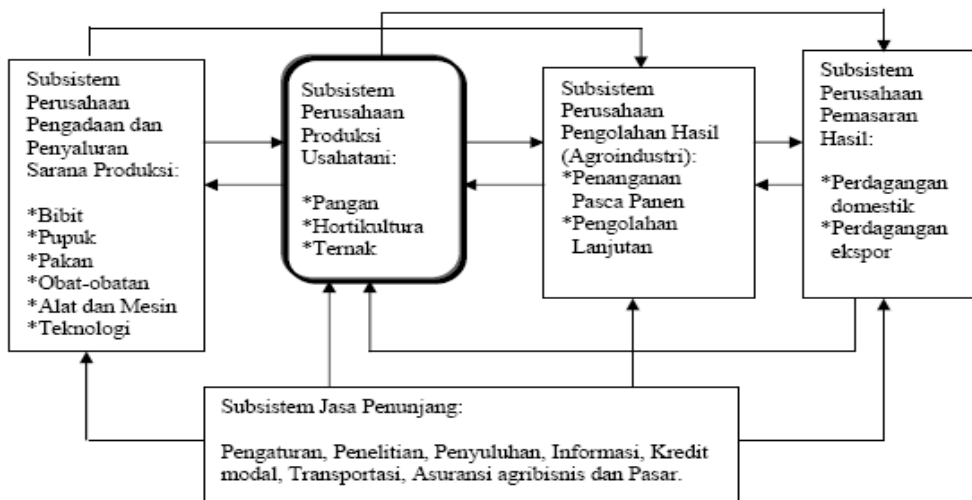 Subsistem
Perusahaan
Pengadaan dan
Penyaluran
Sarana Produksi:
*Bibit
*Pupuk
*Pakan
*Obat-obatan
*Alat dan Mesin
*Teknologi
Subsistem
Perusahaan
Produksi
Usahatani:
*Pangan
*Hortikultura
*Ternak
Subsistem
Perusahaan
Pengolahan Hasil
(Agroindustri):
*Penanganan
Pasca Panen
*Pengolahan
Lanjutan
Subsistem
Perusahaan
Pemasaran
Hasil:
*Perdagangan
domestik
*Perdagangan
ekspor
Subsistem Jasa Penunjang:
Pengaturan, Penelitian, Penyuluhan, Informasi, Kredit
modal, Transportasi, Asuransi agribisnis dan Pasar.